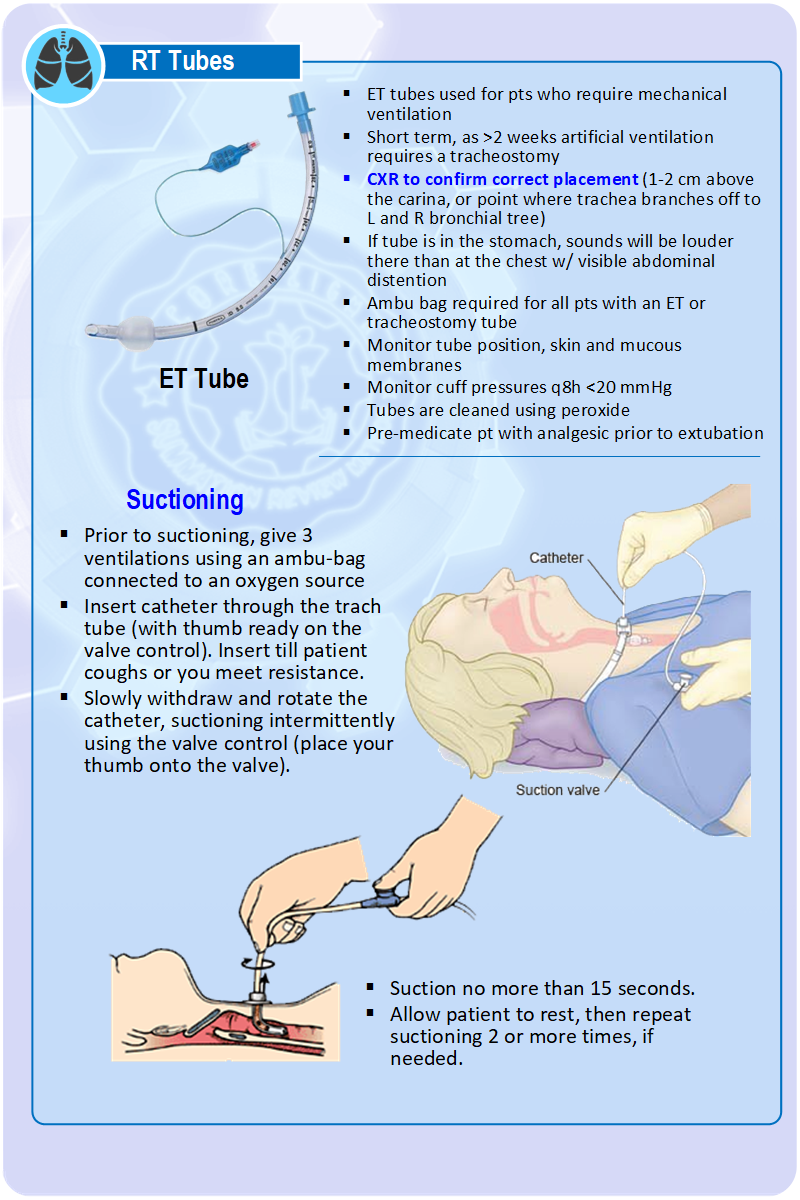 RT Tubes
▪ ET tubes used for pts who require mechanical
ventilation
▪ Short term, as >2 weeks artificial ventilation
requires a tracheostomy
▪ CXR to confirm correct placement (1-2 cm above
the carina, or point where trachea branches off to
L and R bronchial tree)
▪ If tube is in the stomach, sounds will be louder
there than at the chest w/ visible abdominal
distention
▪ Ambu bag required for all pts with an ET or
tracheostomy tube
▪ Monitor tube position, skin and mucous
membranes
▪ Monitor cuff pressures q8h <20 mmHg
▪ Tubes are cleaned using peroxide
▪ Pre-medicate pt with analgesic prior to extubation
ET Tube
Suctioning
▪ Prior to suctioning, give 3
ventilations using an ambu-bag
connected to an oxygen source
▪ Insert catheter through the trach
tube (with thumb ready on the
valve control). Insert till patient
coughs or you meet resistance.
▪ Slowly withdraw and rotate the
catheter, suctioning intermittently
using the valve control (place your
thumb onto the valve).
Catheter
Suction valve
▪ Suction no more than 15 seconds.
▪ Allow patient to rest, then repeat
suctioning 2 or more times, if
needed.